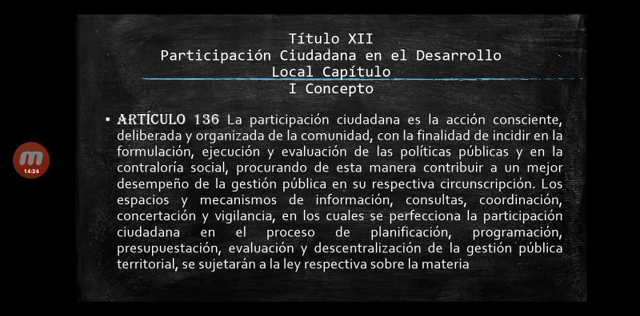 Título XII
Participación Ciudadana en el Desarrollo
Local Capítulo
I Concepto
▪ ARTÍCULO 136 La participación ciudadana es la acción consciente,
deliberada y organizada de la comunidad, con la finalidad de incidir en la
formulación, ejecución y evaluación de las políticas públicas y en la
contraloría social, procurando de esta manera contribuir a un mejor
desempeño de la gestión pública en su respectiva circunscripción. Los
espacios y mecanismos de información, consultas, coordinación,
concertación y vigilancia, en los cuales se perfecciona la participación
ciudadana en el proceso de planificación, programación,
presupuestación, evaluación y descentralización de la gestión pública
territorial, se sujetarán a la ley respectiva sobre la materia
14:24